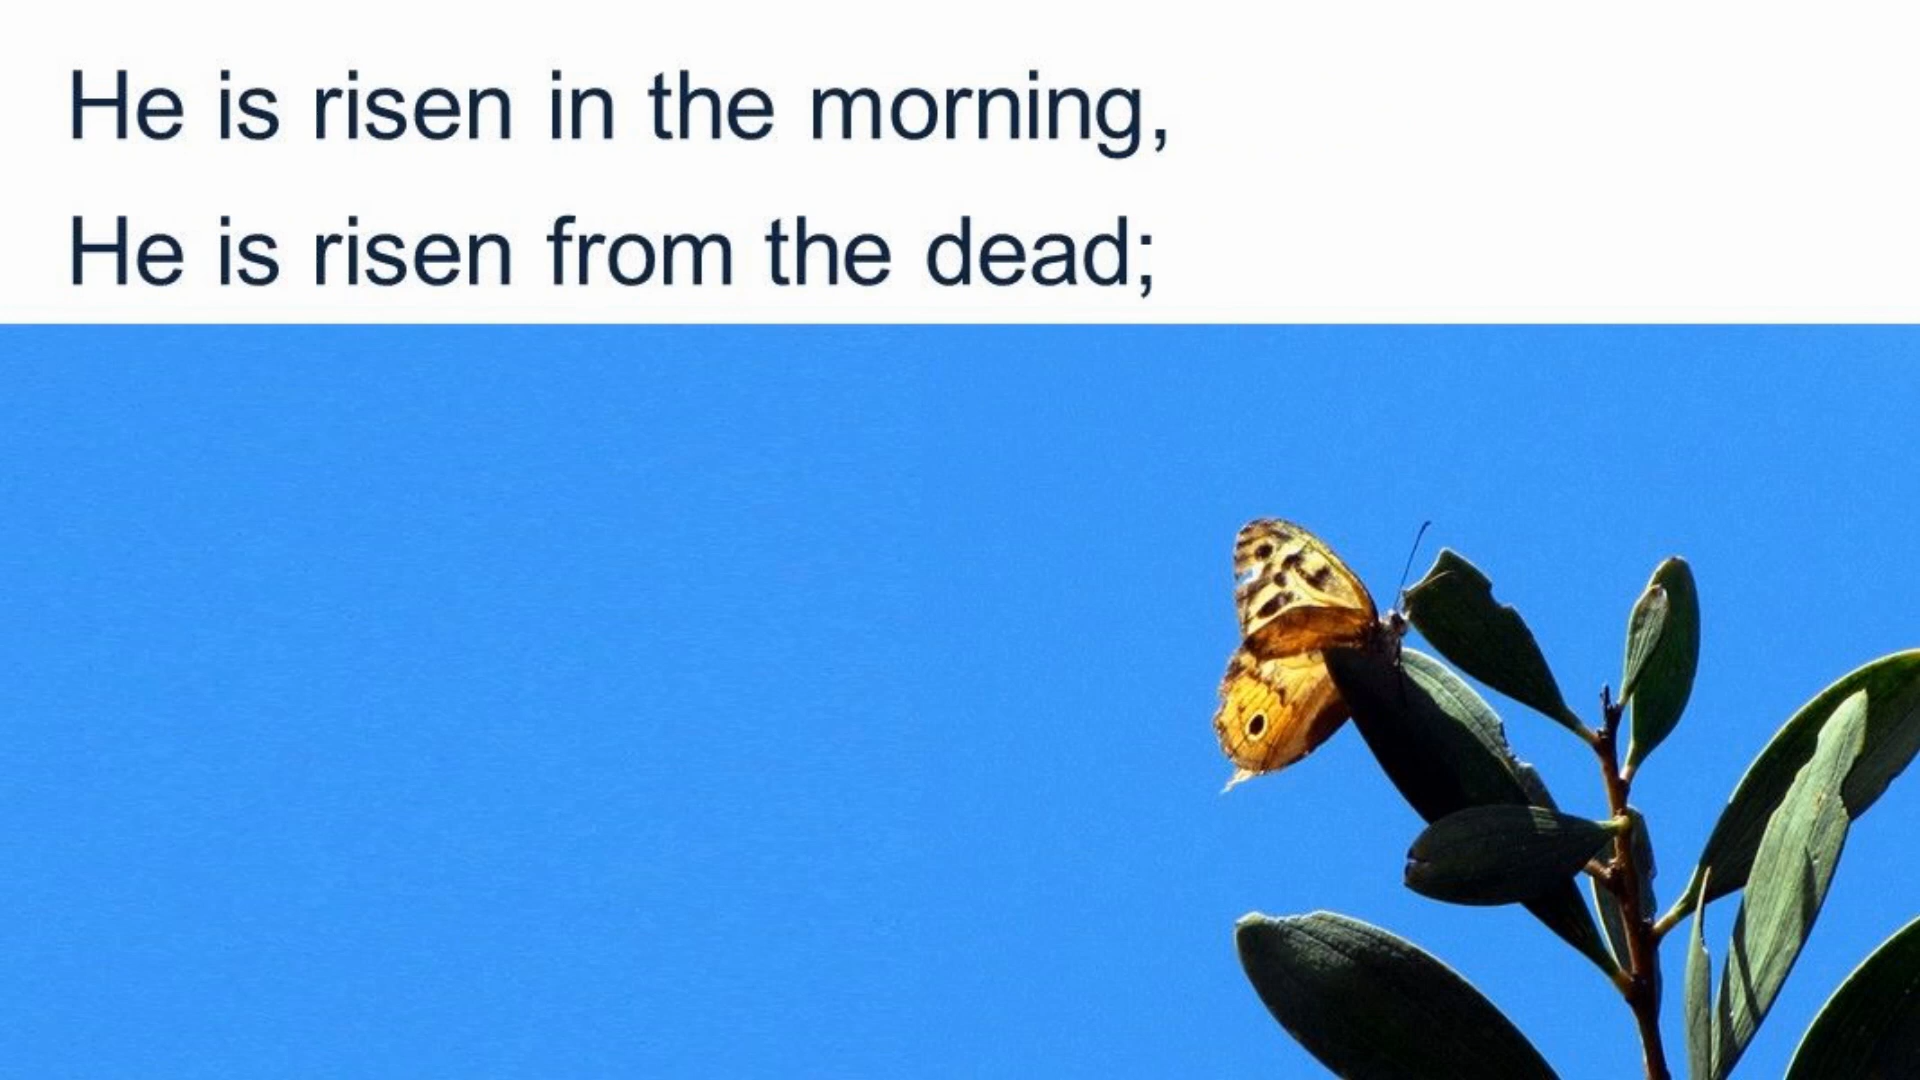 He is risen in the morning,
He is risen from the dead;